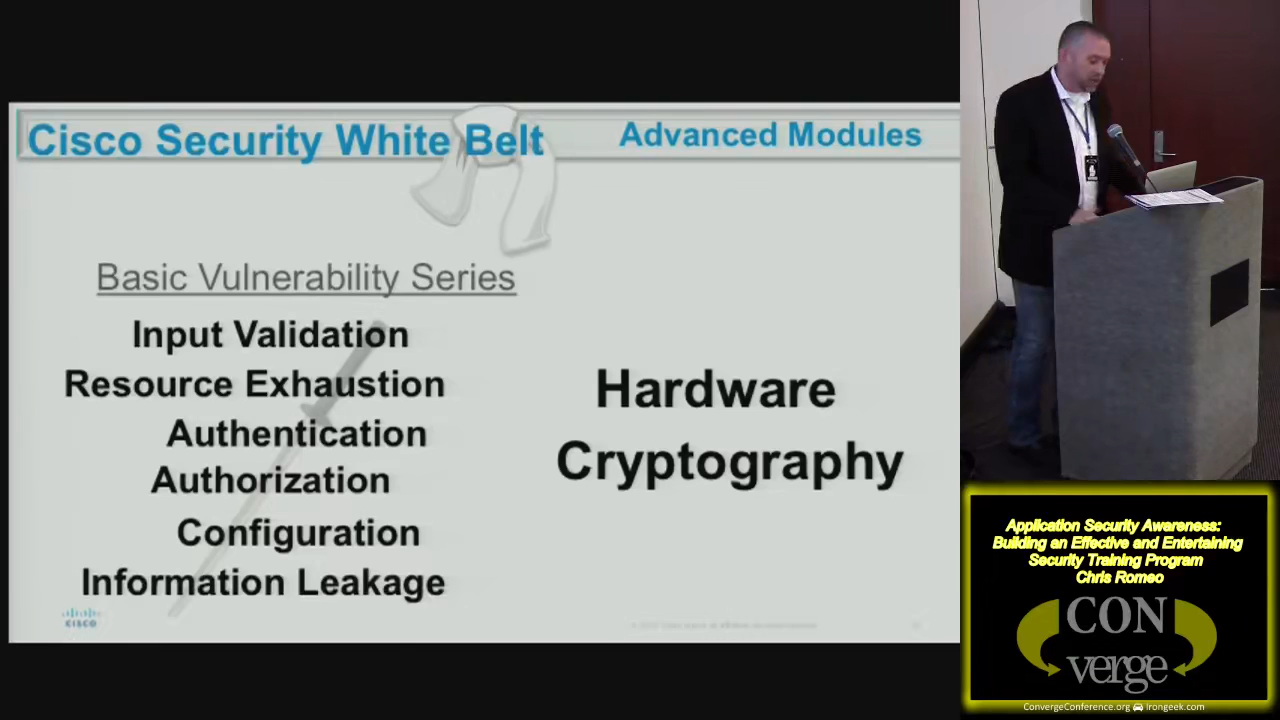 Cisco Security White Belt
Advanced Modules
Basic Vulnerability Series
Input Validation
Resource Exhaustion
Authentication
Authorization
Configuration
Information Leakage
Hardware
Cryptography
CISCO
Application Security Awareness:
Building an Effective and Entertaining
Security Training Program
Chris Romeo
CON
verge
ConvergeConference.org Irongeek.com